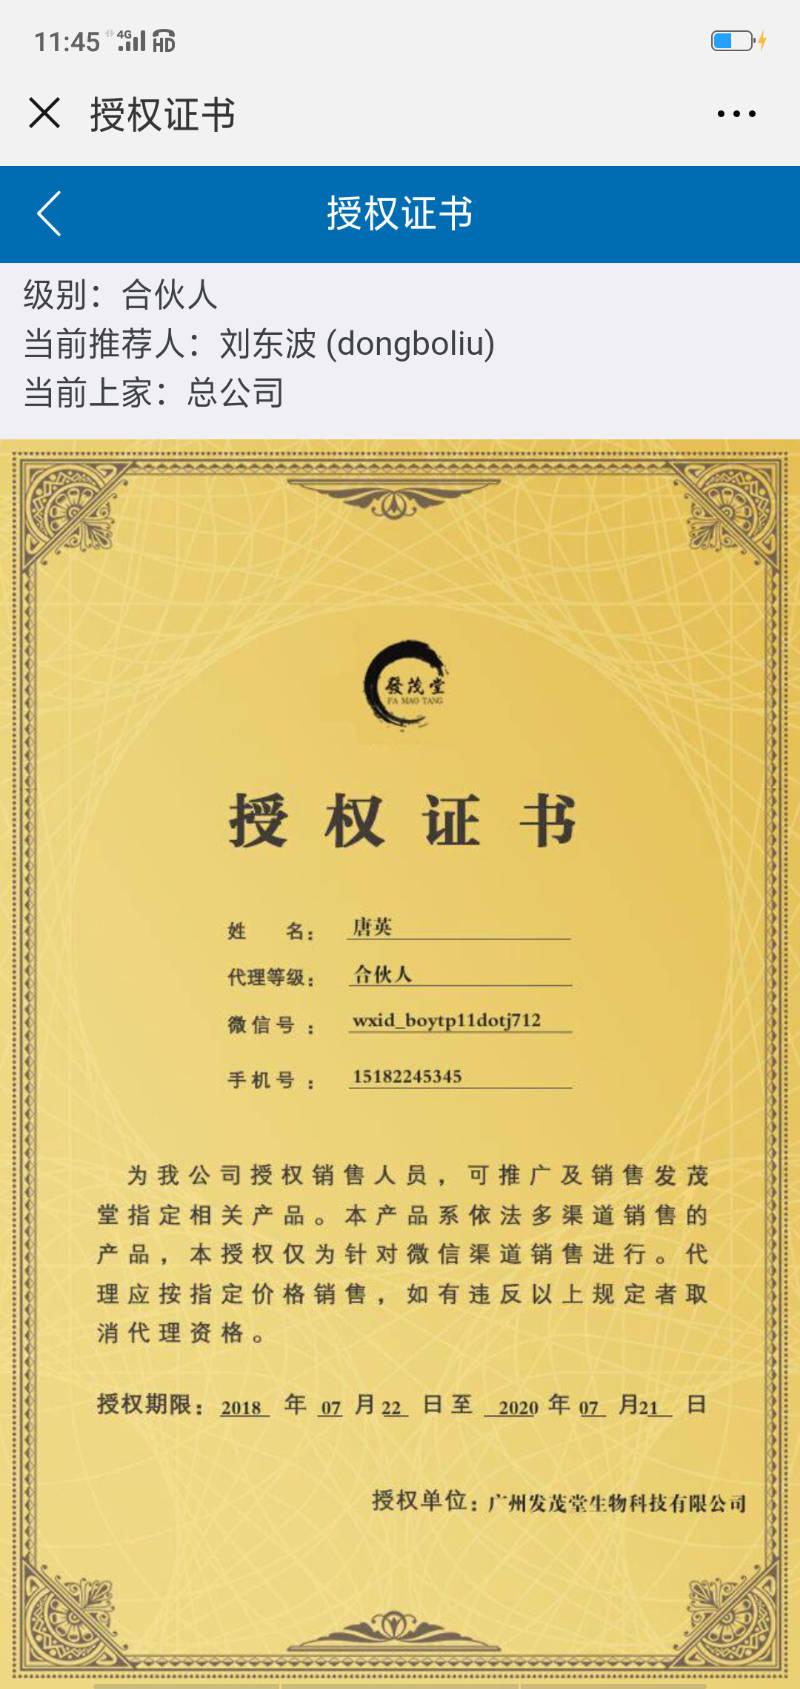 11:45 4G HD
授权证书
授权证书
级别：合伙人
当前推荐人：刘东波 (dongboliu)
当前上家：总公司
發茂堂
FA MAO TANG
授权证书
姓 名： 唐英
代理等级： 合伙人
微信号： wxid_boytp11dotj712
手机号： 15182245345
为我公司授权销售人员，可推广及销售发茂
堂指定相关产品。本产品系依法多渠道销售的
产品，本授权仅为针对微信渠道销售进行。代
理应按指定价格销售，如有违反以上规定者取
消代理资格。
授权期限：2018 年 07 月 22 日至 2020 年 07 月21 日
授权单位：广州发茂堂生物科技有限公司